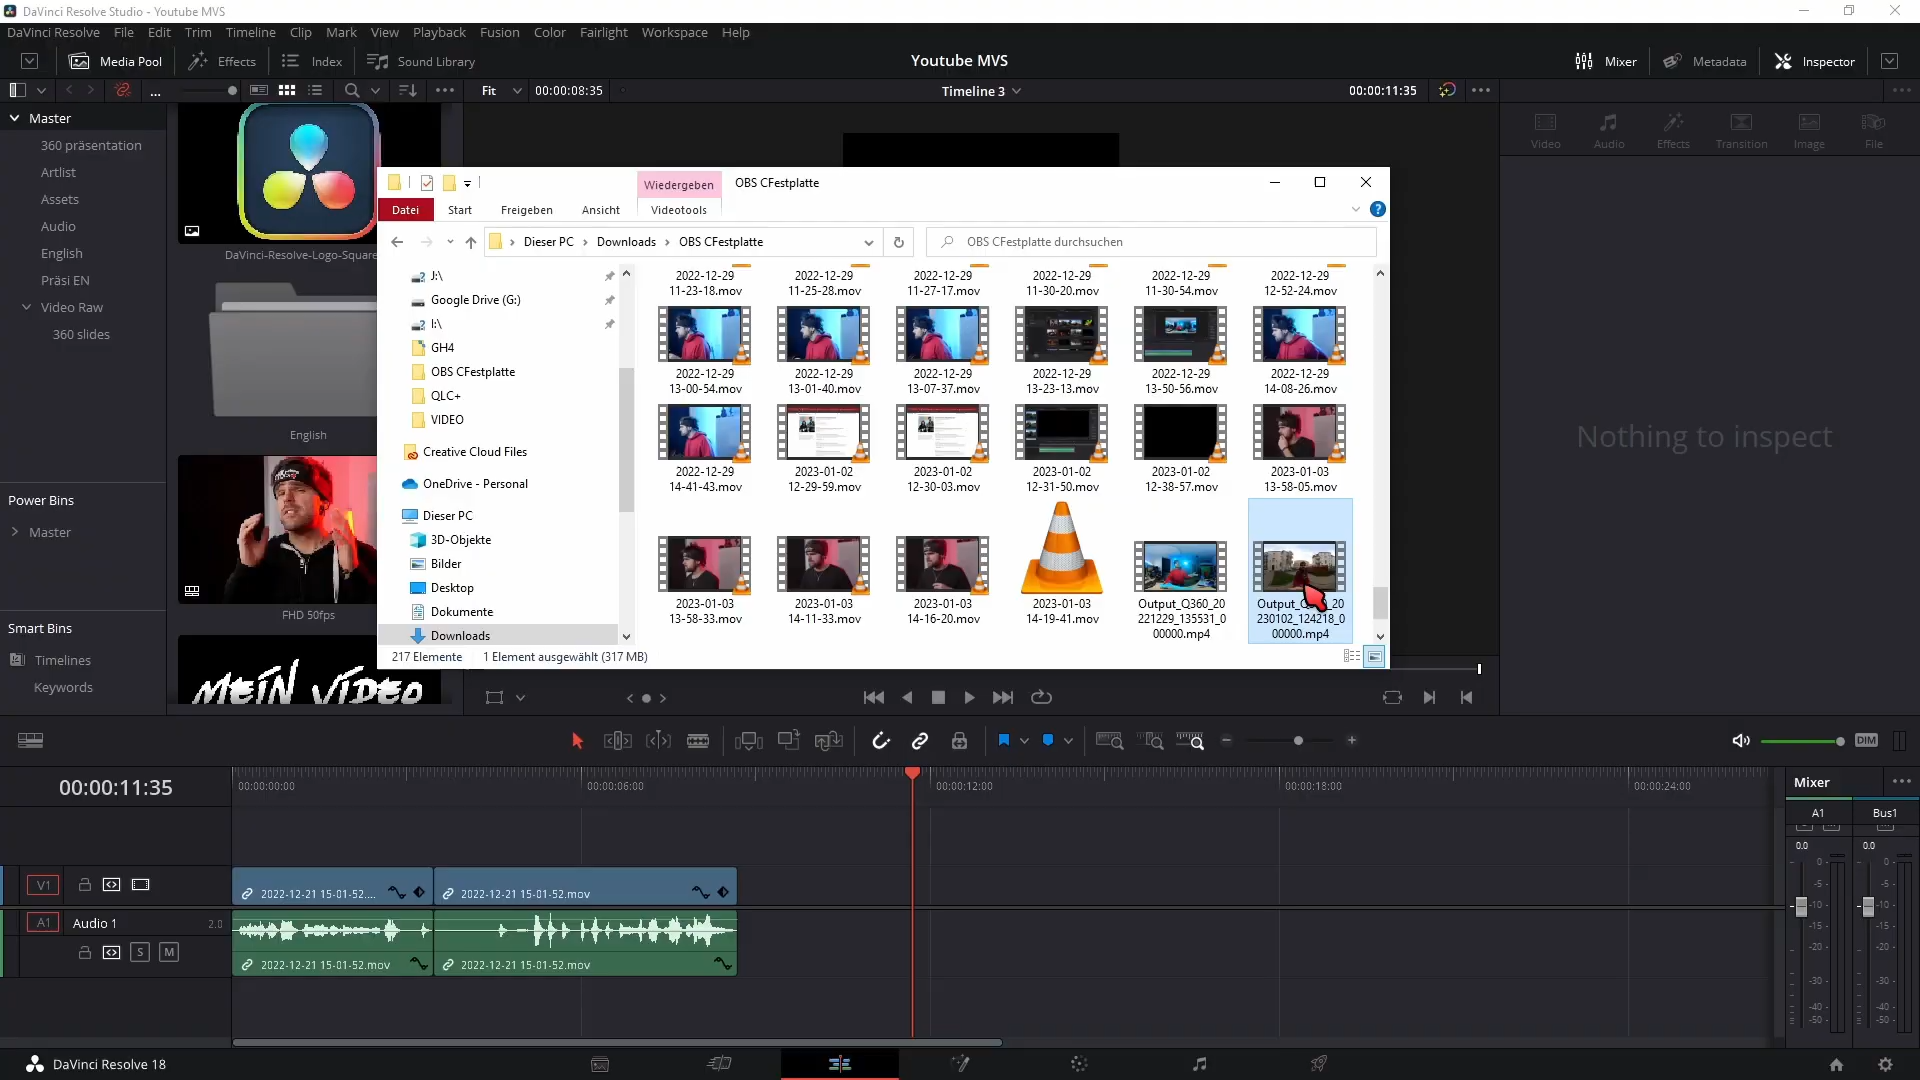 DaVinci Resolve Studio - Youtube MVS
DaVinci Resolve File Edit Trim Timeline Clip Mark View Playback Fusion Color Fairlight Workspace Help
Media Pool Effects Index Sound Library Youtube MVS Mixer Metadata Inspector
... Fit 00:00:08:35 Timeline 3 00:00:11:35
Master
360 präsentation
Artlist
Assets
Audio
English
Präsi EN
Video Raw
360 slides
Power Bins
Master
Smart Bins
Timelines
Keywords
DaVinci-Resolve-Logo-Square
English
FHD 50fps
MEIN VIDEO
Wiedergeben OBS CFestplatte
Datei Start Freigeben Ansicht Videotools
Dieser PC Downloads OBS CFestplatte OBS CFestplatte durchsuchen
J:\
Google Drive (G:)
I:\
GH4
OBS CFestplatte
QLC+
VIDEO
Creative Cloud Files
OneDrive - Personal
Dieser PC
3D-Objekte
Bilder
Desktop
Dokumente
Downloads
2022-12-29 2022-12-29 2022-12-29 2022-12-29 2022-12-29 2022-12-29
11-23-18.mov 11-25-28.mov 11-27-17.mov 11-30-20.mov 11-30-54.mov 12-52-24.mov
2022-12-29 2022-12-29 2022-12-29 2022-12-29 2022-12-29 2022-12-29
13-00-54.mov 13-01-40.mov 13-07-37.mov 13-23-13.mov 13-50-56.mov 14-08-26.mov
2022-12-29 2023-01-02 2023-01-02 2023-01-02 2023-01-02 2023-01-03
14-41-43.mov 12-29-59.mov 12-30-03.mov 12-31-50.mov 12-38-57.mov 13-58-05.mov
2023-01-03 2023-01-03 2023-01-03 2023-01-03 Output_Q360_20
13-58-33.mov 14-11-33.mov 14-16-20.mov 14-19-41.mov 221229_135531_0 230102_124218_0
000000.mp4 000000.mp4
217 Elemente 1 Element ausgewählt (317 MB)
Video Audio Effects Transition Image File
Nothing to inspect
DIM
00:00:11:35
00:00:00:00 00:00:06:00 00:00:12:00 00:00:18:00 00:00:24:00
V1
2022-12-21 15-01-52.... 2022-12-21 15-01-52.mov
A1 Audio 1 2.0
S M
2022-12-21 15-01-52.mov 2022-12-21 15-01-52.mov
Mixer
A1 Bus1
0.0 0.0
0 0
-5 -5
-10 -10
-15 -15
-20 -20
-30 -30
-40 -40
-50 -50
DaVinci Resolve 18